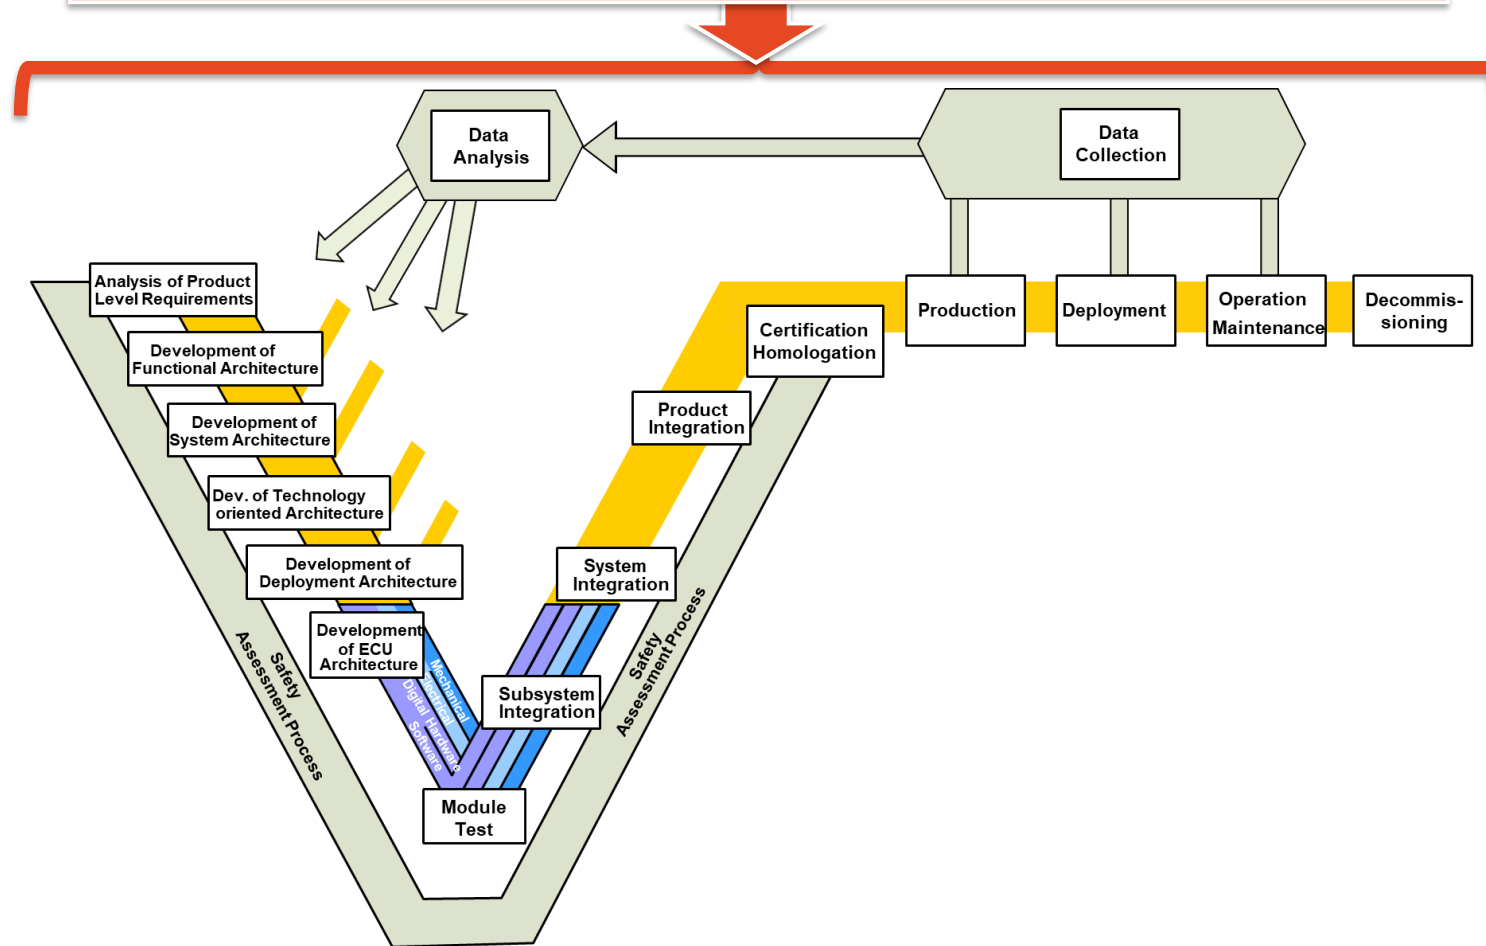 Data
Analysis
Data
Collection
Analysis of Product
Level Requirements
Development of
Functional Architecture
Development of
System Architecture
Dev. of Technology
oriented Architecture
Development of
Deployment Architecture
Development
of ECU
Architecture
Mechanical
Electrical
Digital Hardware
Software
Safety
Assessment Process
Module
Test
Subsystem
Integration
System
Integration
Safety
Assessment Process
Product
Integration
Certification
Homologation
Production
Deployment
Operation
Maintenance
Decommis-
sioning